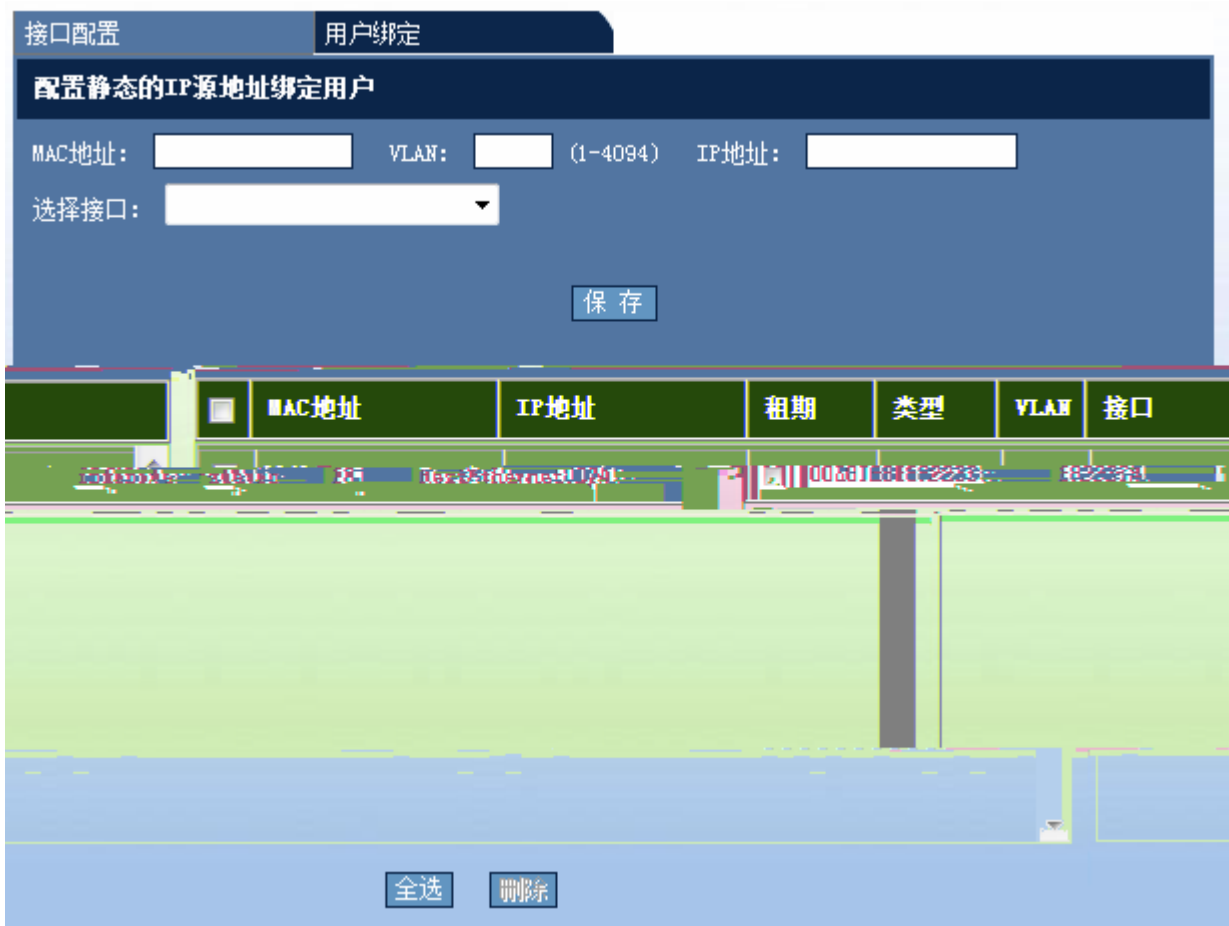 接口配置 用户绑定
配置静态的IP源地址绑定用户
MAC地址: VLAN: (1-4094) IP地址:
选择接口:
保 存
MAC地址 IP地址 租期 类型 VLAN 接口
全选 删除